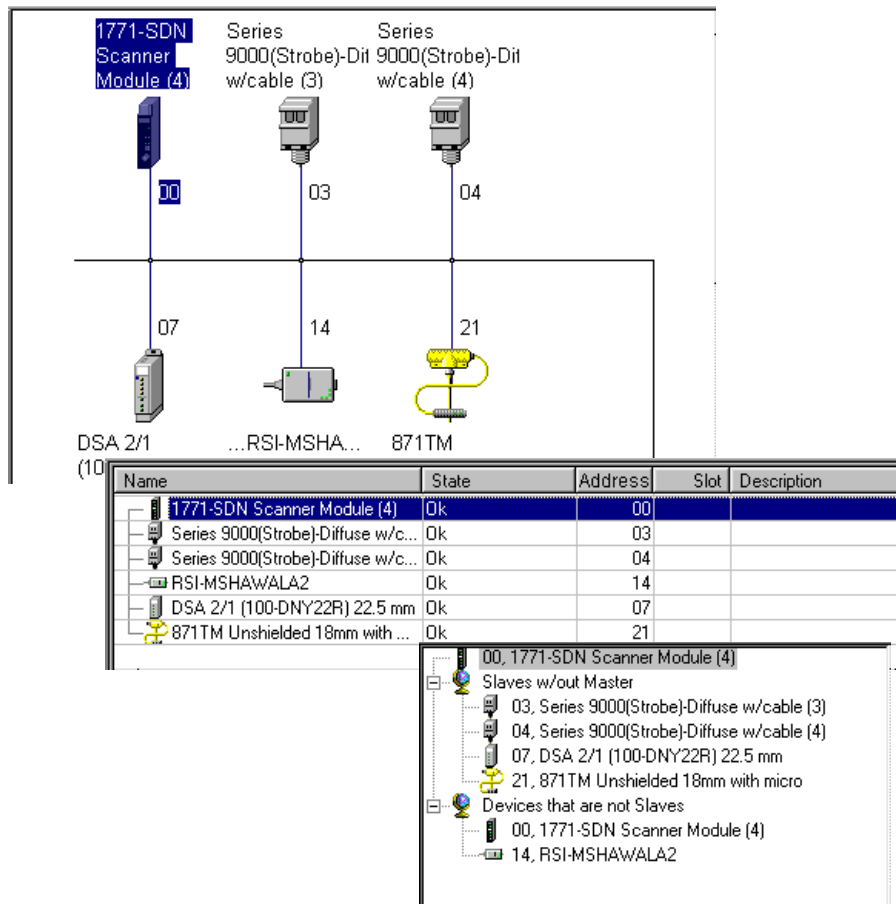 1771-SDN
Scanner
Module (4)
Series
9000(Strobe)-Dif
w/cable (3)
Series
9000(Strobe)-Dif
w/cable (4)
00
03
04
07
14
21
DSA 2/1
(10
...RSI-MSHA...
871TM
Name State Address Slot Description
1771-SDN Scanner Module (4) Ok 00
Series 9000(Strobe)-Diffuse w/c... Ok 03
Series 9000(Strobe)-Diffuse w/c... Ok 04
RSI-MSHAWALA2 Ok 14
DSA 2/1 (100-DNY22R) 22.5 mm Ok 07
871TM Unshielded 18mm with ... Ok 21
00, 1771-SDN Scanner Module (4)
Slaves w/out Master
03, Series 9000(Strobe)-Diffuse w/cable (3)
04, Series 9000(Strobe)-Diffuse w/cable (4)
07, DSA 2/1 (100-DNY22R) 22.5 mm
21, 871TM Unshielded 18mm with micro
Devices that are not Slaves
00, 1771-SDN Scanner Module (4)
14, RSI-MSHAWALA2